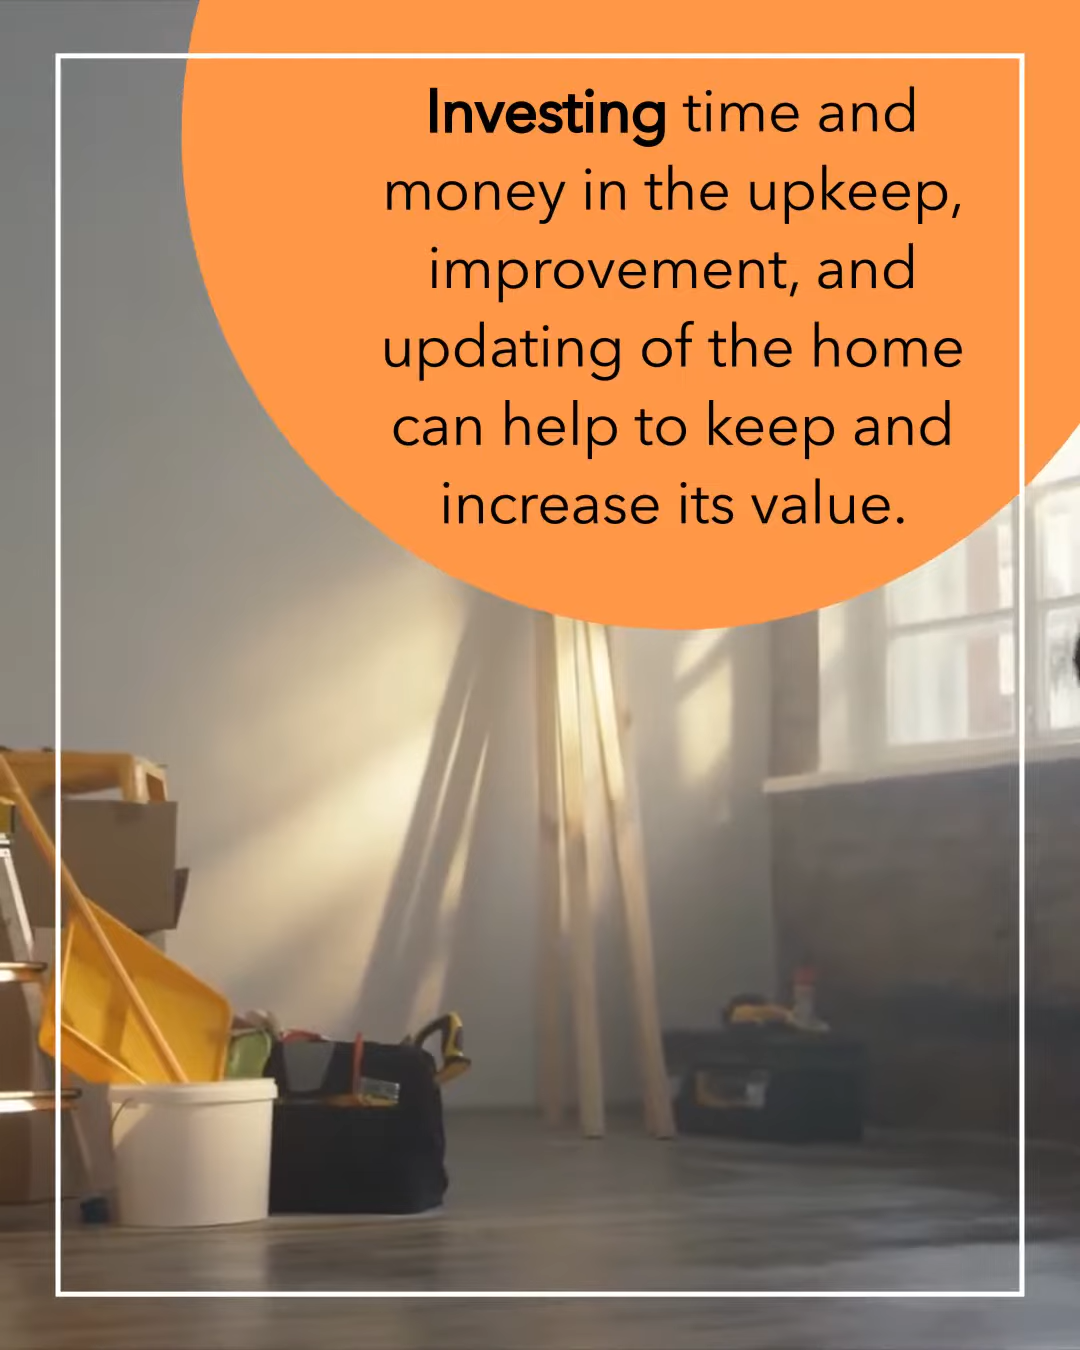 Investing time and
money in the upkeep,
improvement, and
updating of the home
can help to keep and
increase its value.